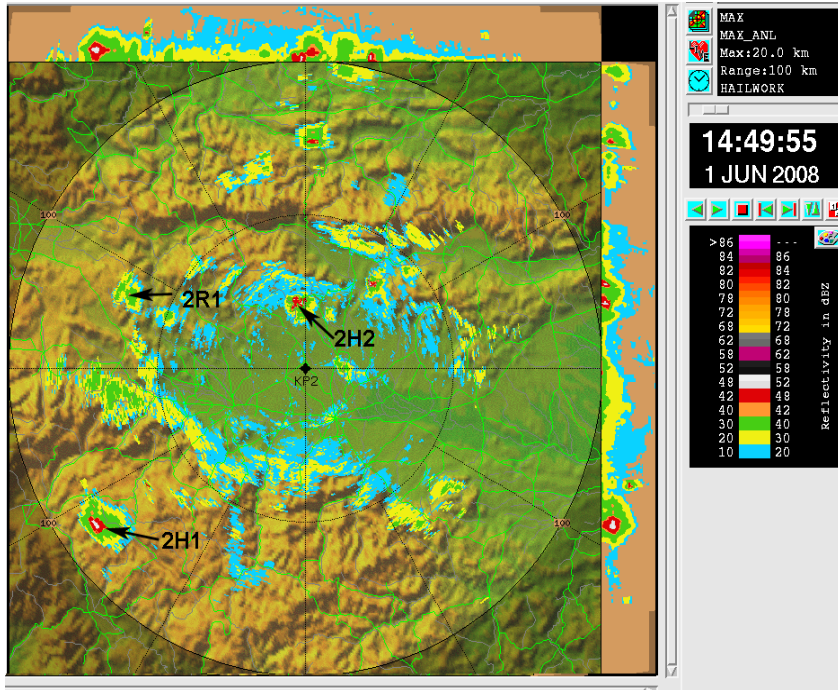 MAX
MAX_ANL
Max:20.0 km
Range:100 km
HAILWORK
14:49:55
1 JUN 2008
>86 ---
84 86
82 84
80 82
78 80
72 78
68 72
62 68
58 62
52 58
48 52
42 48
40 42
30 40
20 30
10 20
Reflectivity in dBZ
100
100
100
100
2R1
2H2
KP2
2H1